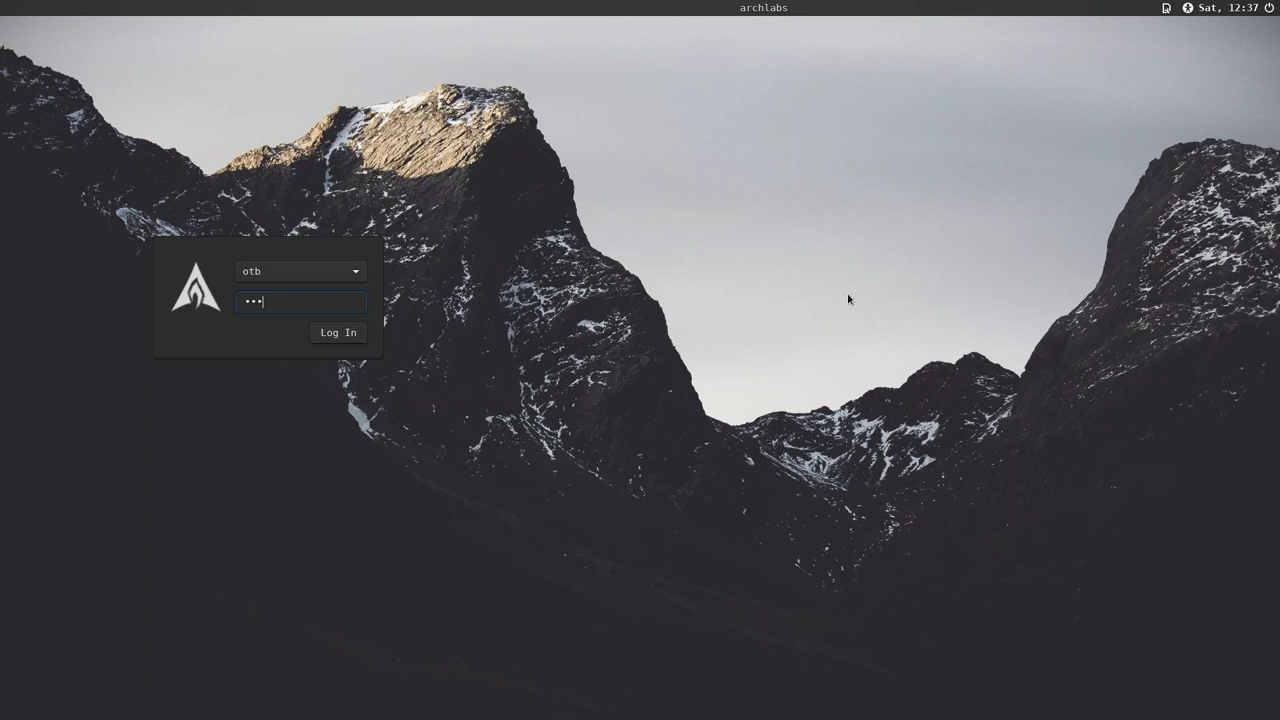 archlabs
Sat, 12:37
otb
•••
Log In